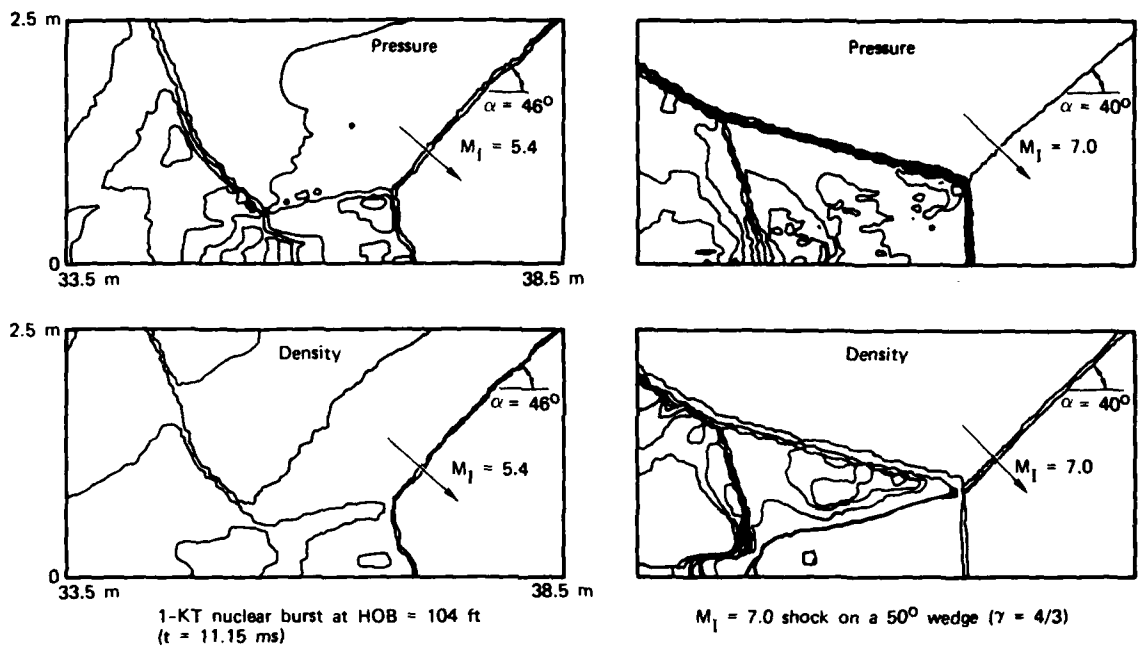 2.5 m
Pressure
α = 46°
M_I = 5.4
0
33.5 m 38.5 m
Pressure
α = 40°
M_I = 7.0
2.5 m
Density
α = 46°
M_I = 5.4
0
33.5 m 38.5 m
1-KT nuclear burst at HOB = 104 ft
(t = 11.15 ms)
Density
α = 40°
M_I = 7.0
M_I = 7.0 shock on a 50° wedge (γ = 4/3)